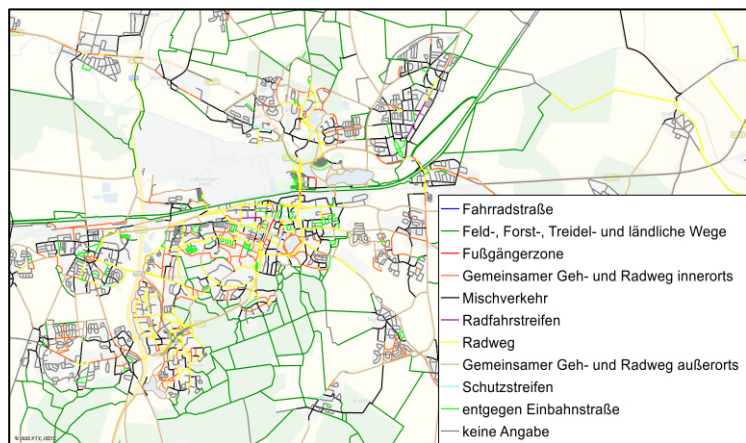 Fahrradstraße
Feld-, Forst-, Treidel- und ländliche Wege
Fußgängerzone
Gemeinsamer Geh- und Radweg innerorts
Mischverkehr
Radfahrstreifen
Radweg
Gemeinsamer Geh- und Radweg außerorts
Schutzstreifen
entgegen Einbahnstraße
keine Angabe